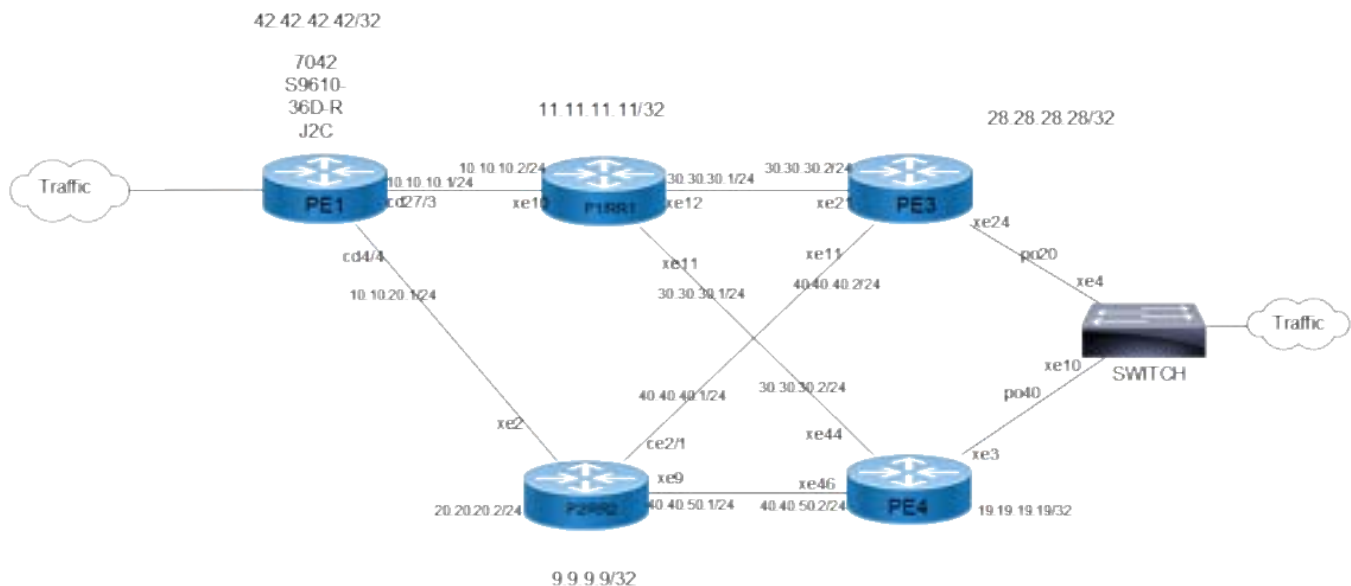 42.42.42.42/32
7042
S9610-
36D-R
J2C
11.11.11.11/32
28.28.28.28/32
Traffic
PE1
10.10.10.1/24
cd27/3
10.10.10.2/24
xe10
P1RR1
30.30.30.1/24
xe12
30.30.30.2/24
xe21
PE3
xe24
cd4/4
10.10.20.1/24
xe11
30.30.30.1/24
xe11
40.40.40.2/24
po20
xe4
Traffic
SWITCH
xe10
po40
40.40.40.1/24
30.30.30.2/24
xe2
ce2/1
xe44
xe3
20.20.20.2/24
P2RR2
xe9
40.40.50.1/24
xe46
40.40.50.2/24
PE4
19.19.19.19/32
9.9.9.9/32